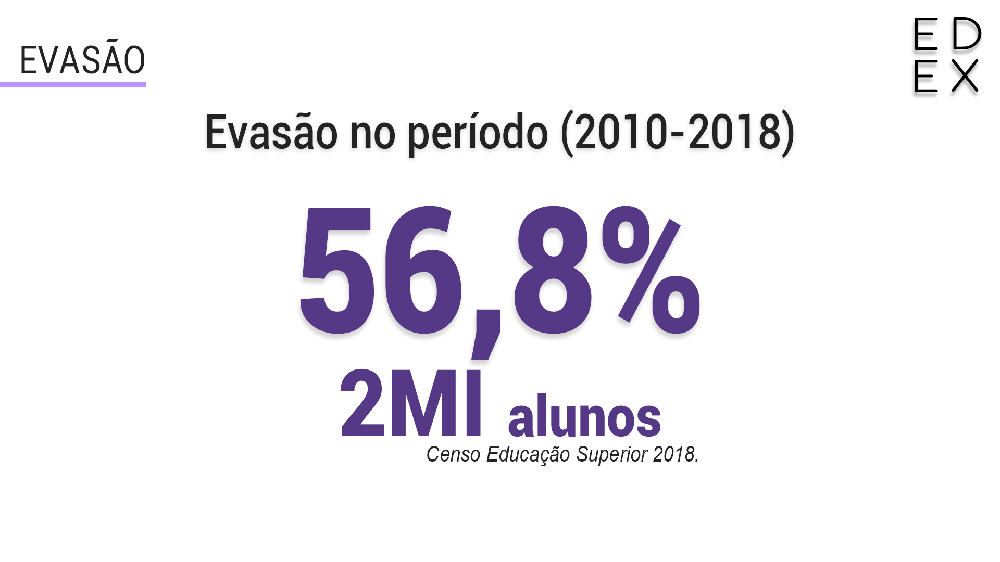 EVASÃO
E D
E X
Evasão no período (2010-2018)
56,8%
2MI alunos
Censo Educação Superior 2018.